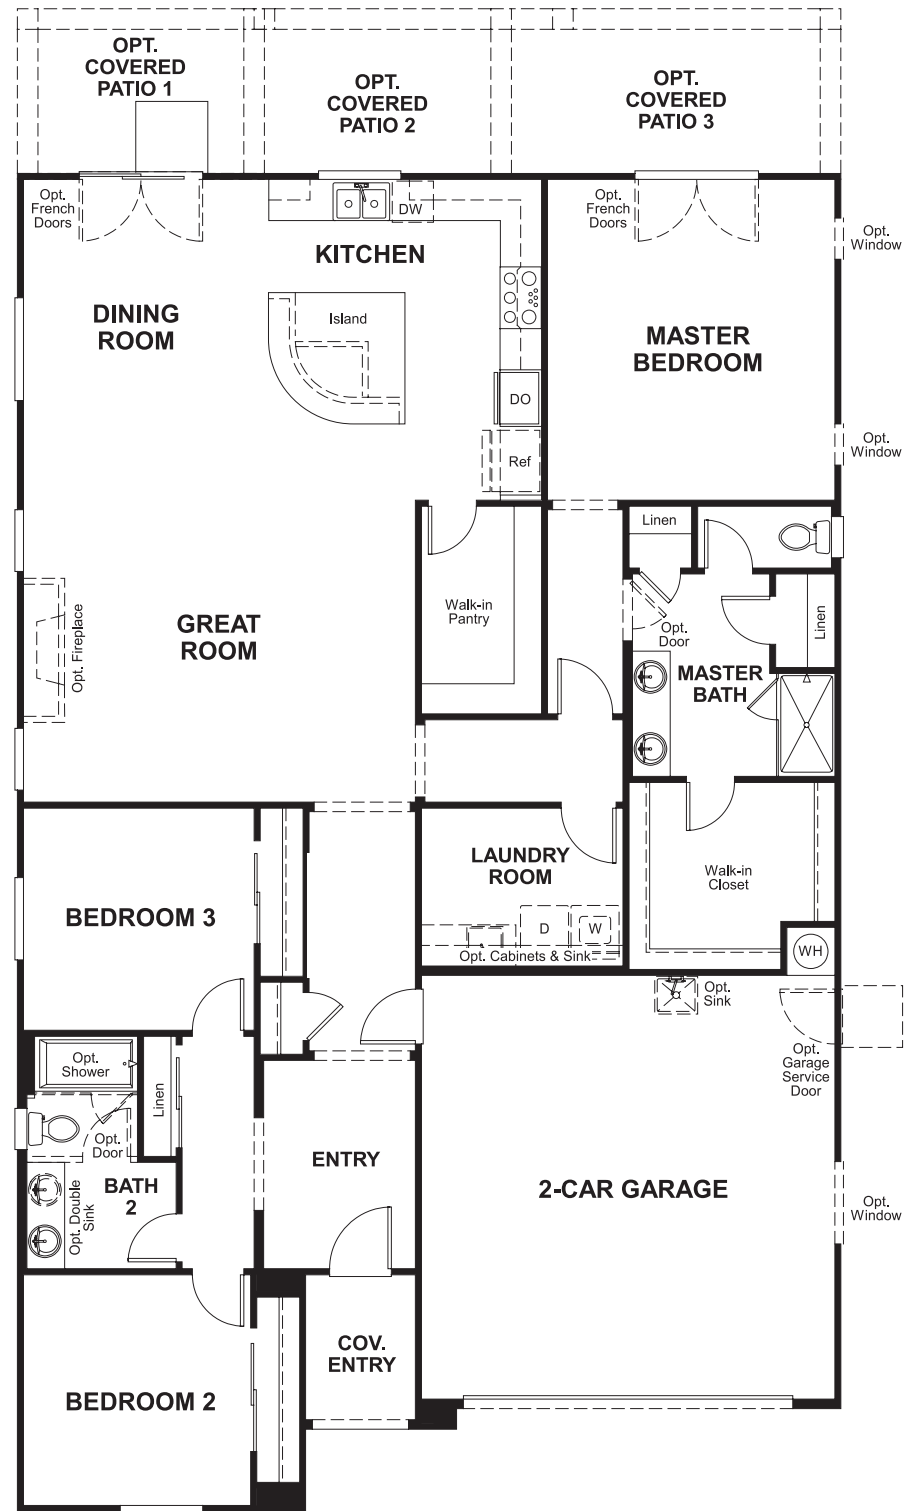 OPT.
COVERED
PATIO 1
OPT.
COVERED
PATIO 2
OPT.
COVERED
PATIO 3
Opt.
French
Doors
DW
KITCHEN
Opt.
French
Doors
Opt.
Window
DINING
ROOM
Island
MASTER
BEDROOM
DO
Ref
Opt.
Window
Linen
Walk-in
Pantry
Opt. Fireplace
GREAT
ROOM
Opt.
Door
Linen
MASTER
BATH
LAUNDRY
ROOM
Walk-in
Closet
BEDROOM 3
D
W
Opt. Cabinets & Sink
WH
Opt.
Sink
Opt.
Garage
Service
Door
Opt.
Shower
Linen
Opt.
Door
BATH
2
Opt. Double
Sink
ENTRY
2-CAR GARAGE
Opt.
Window
COV.
ENTRY
BEDROOM 2